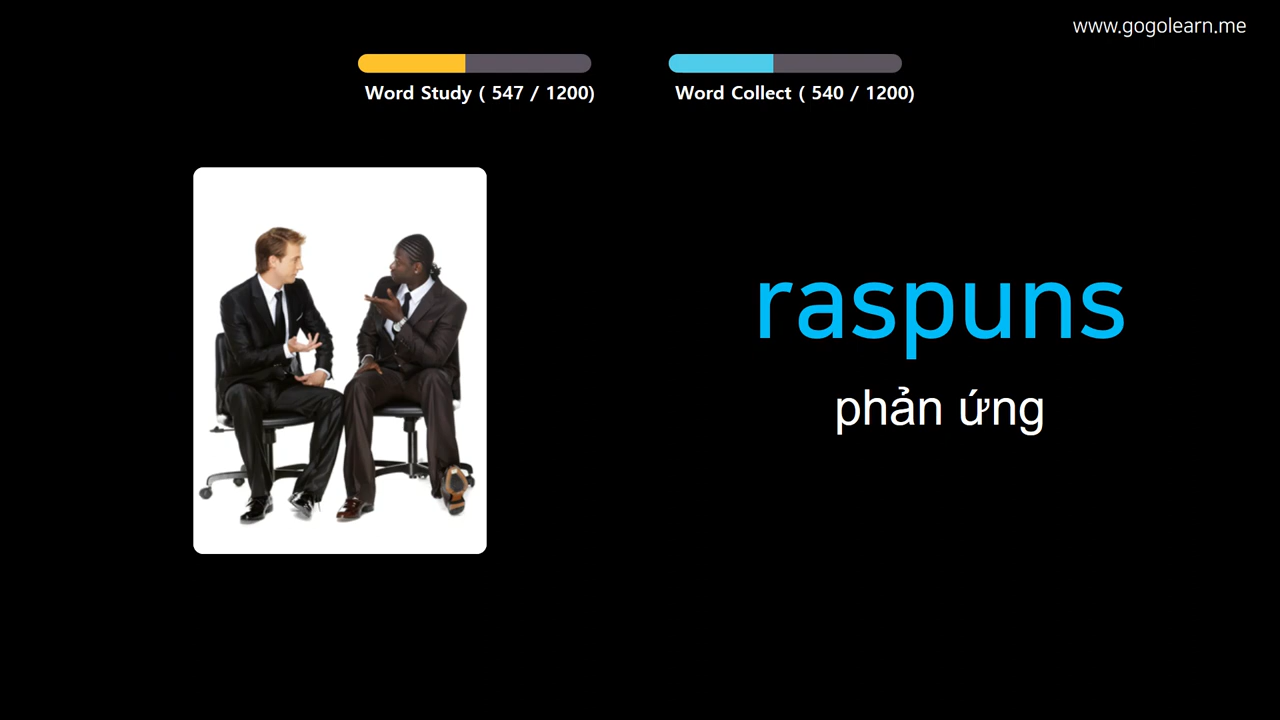 www.gogolearn.me
Word Study ( 547 / 1200)
Word Collect ( 540 / 1200)
raspuns
phản ứng